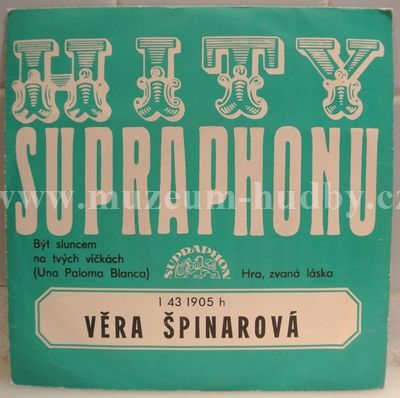 HITY
SUPRAPHONU
www.muzeum-hudby.cz
Být sluncem
na tvých víčkách
(Una Paloma Blanca)
SUPRAPHON
Hra, zvaná láska
1 43 1905 h
VĚRA ŠPINAROVÁ